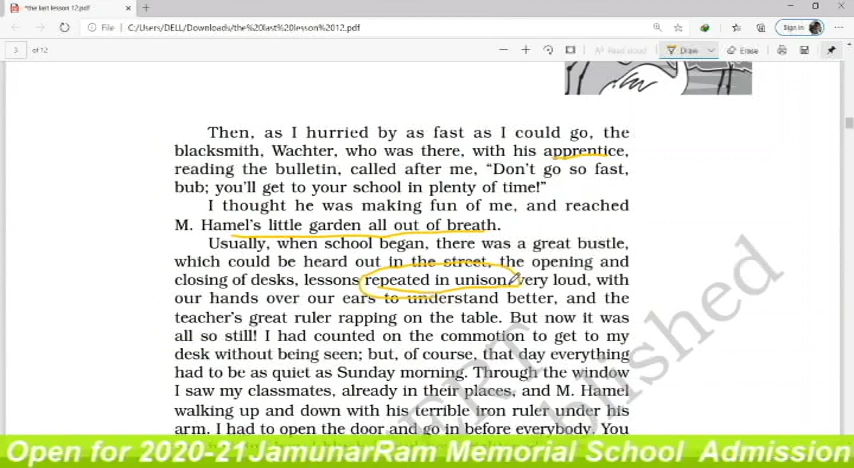 *the last lesson 12.pdf
File | C:/Users/DELL/Downloads/the%20last%20lesson%2012.pdf
Sign in
3 of 12
Read aloud
Draw
Erase
Then, as I hurried by as fast as I could go, the
blacksmith, Wachter, who was there, with his apprentice,
reading the bulletin, called after me, “Don’t go so fast,
bub; you’ll get to your school in plenty of time!”
I thought he was making fun of me, and reached
M. Hamel’s little garden all out of breath.
Usually, when school began, there was a great bustle,
which could be heard out in the street, the opening and
closing of desks, lessons repeated in unison, very loud, with
our hands over our ears to understand better, and the
teacher’s great ruler rapping on the table. But now it was
all so still! I had counted on the commotion to get to my
desk without being seen; but, of course, that day everything
had to be as quiet as Sunday morning. Through the window
I saw my classmates, already in their places, and M. Hamel
walking up and down with his terrible iron ruler under his
arm. I had to open the door and go in before everybody. You
ERT
blished
Open for 2020-21JamunarRam Memorial School Admission